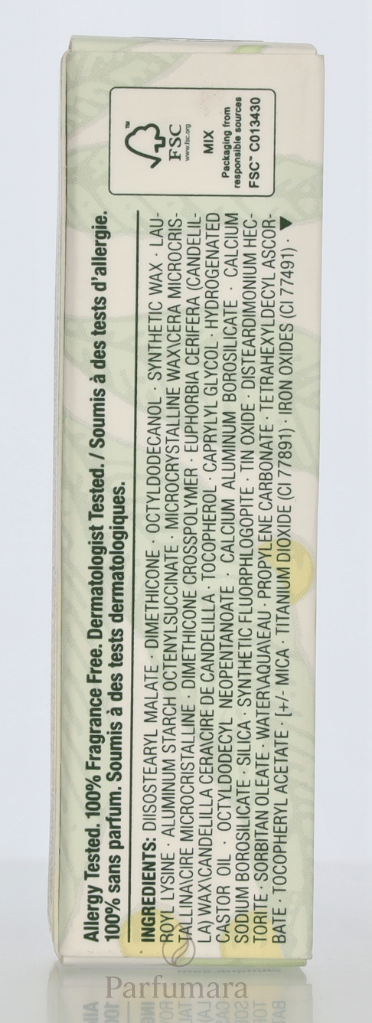 Allergy Tested. 100% Fragrance Free. Dermatologist Tested. / Soumis à des tests d'allergie.
100% sans parfum. Soumis à des tests dermatologiques.
INGREDIENTS: DIISOSTEARYL MALATE · DIMETHICONE · OCTYLDODECANOL · SYNTHETIC WAX · LAU-
ROYL LYSINE · ALUMINUM STARCH OCTENYLSUCCINATE · MICROCRYSTALLINE WAX\CERA MICROCRIS-
TALLINA\CIRE MICROCRISTALLINE · DIMETHICONE CROSSPOLYMER · EUPHORBIA CERIFERA (CANDELIL-
LA) WAX\CANDELILLA CERA\CIRE DE CANDELILLA · TOCOPHEROL · CAPRYLYL GLYCOL · HYDROGENATED
CASTOR OIL · OCTYLDODECYL NEOPENTANOATE · CALCIUM ALUMINUM BOROSILICATE · CALCIUM
SODIUM BOROSILICATE · SILICA · SYNTHETIC FLUORPHLOGOPITE · TIN OXIDE · DISTEARDIMONIUM HEC-
TORITE · SORBITAN OLEATE · WATER\AQUA\EAU · PROPYLENE CARBONATE · TETRAHEXYLDECYL ASCOR-
BATE · TOCOPHERYL ACETATE · [+/- MICA · TITANIUM DIOXIDE (CI 77891) · IRON OXIDES (CI 77491) · ▼
FSC™
www.fsc.org
MIX
Packaging from
responsible sources
FSC™ C013430
Parfumara